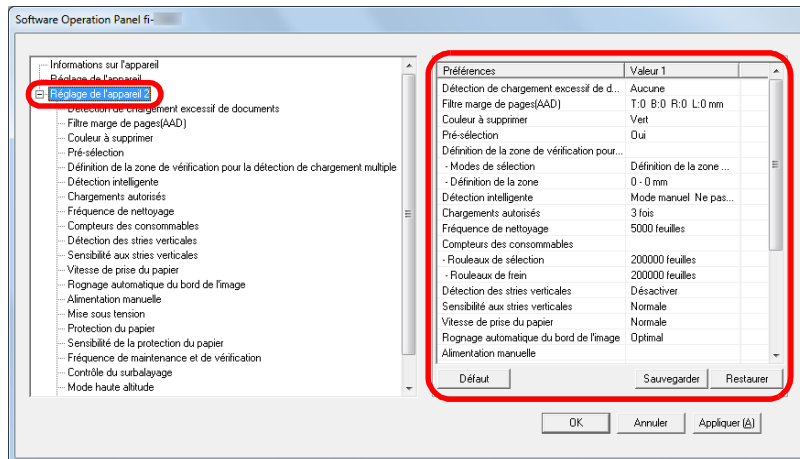 Software Operation Panel fi-
Informations sur l'appareil
Réglage de l'appareil
Réglage de l'appareil 2
Détection de chargement excessif de documents
Filtre marge de pages(AAD)
Couleur à supprimer
Pré-sélection
Définition de la zone de vérification pour la détection de chargement multiple
Détection intelligente
Chargements autorisés
Fréquence de nettoyage
Compteurs des consommables
Détection des stries verticales
Sensibilité aux stries verticales
Vitesse de prise du papier
Rognage automatique du bord de l'image
Alimentation manuelle
Mise sous tension
Protection du papier
Sensibilité de la protection du papier
Fréquence de maintenance et de vérification
Contrôle du surbalayage
Mode haute altitude
Préférences Valeur 1
Détection de chargement excessif de d... Aucune
Filtre marge de pages(AAD) T:0 B:0 R:0 L:0 mm
Couleur à supprimer Vert
Pré-sélection Oui
Définition de la zone de vérification pour...
- Modes de sélection Définition de la zone ...
- Définition de la zone 0 - 0 mm
Détection intelligente Mode manuel Ne pas...
Chargements autorisés 3 fois
Fréquence de nettoyage 5000 feuilles
Compteurs des consommables
- Rouleaux de sélection 200000 feuilles
- Rouleaux de frein 200000 feuilles
Détection des stries verticales Désactiver
Sensibilité aux stries verticales Normale
Vitesse de prise du papier Normale
Rognage automatique du bord de l'image Optimal
Alimentation manuelle
Défaut Sauvegarder Restaurer
OK Annuler Appliquer (A)